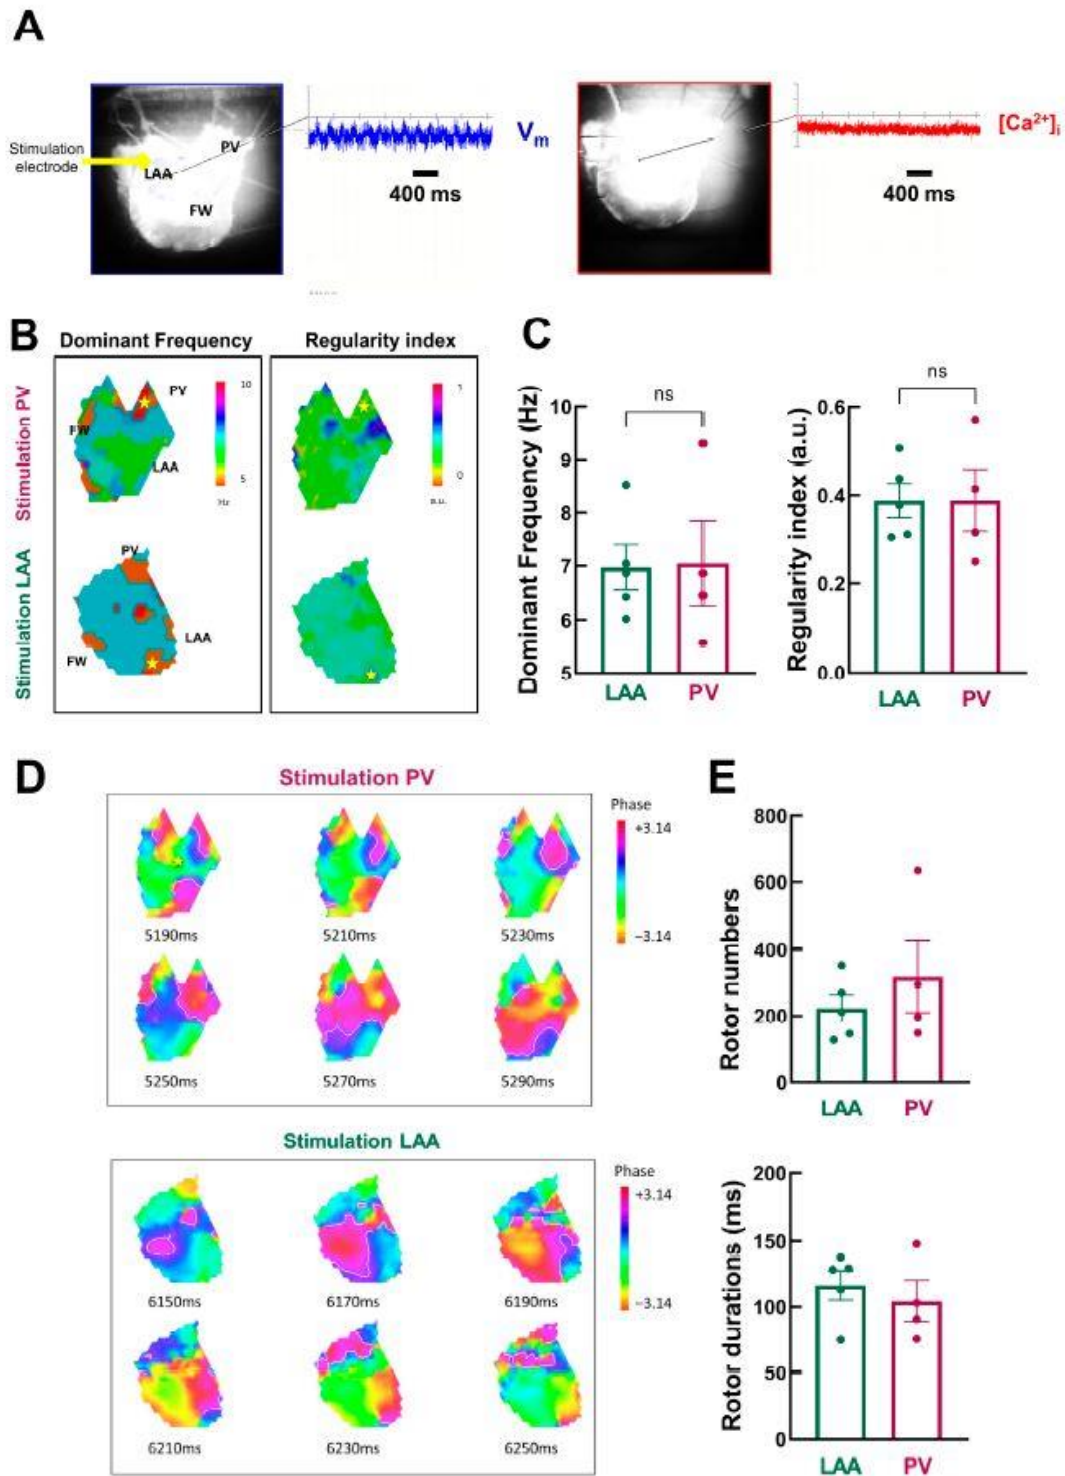 A
Stimulation
electrode
LAA
PV
FW
Vm
400 ms
[Ca²⁺]i
400 ms
B
Dominant Frequency
Regularity index
Stimulation PV
PV
FW
LAA
10
5
Hz
1
0
a.u.
Stimulation LAA
PV
LAA
FW
C
Dominant Frequency (Hz)
10
9
8
7
6
5
ns
LAA
PV
Regularity index (a.u.)
0.6
0.4
0.2
0.0
ns
LAA
PV
D
Stimulation PV
5190ms
5210ms
5230ms
5250ms
5270ms
5290ms
Phase
+3.14
−3.14
Stimulation LAA
6150ms
6170ms
6190ms
6210ms
6230ms
6250ms
Phase
+3.14
−3.14
E
Rotor numbers
800
600
400
200
0
LAA
PV
Rotor durations (ms)
200
150
100
50
0
LAA
PV